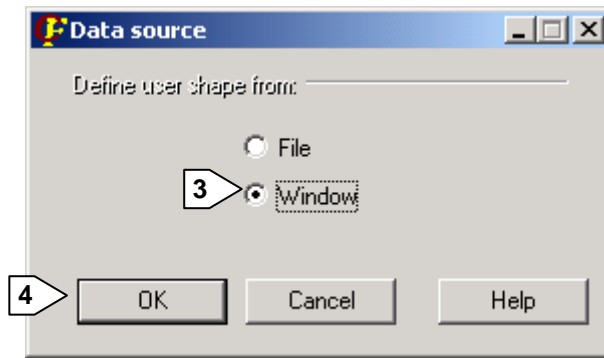 Data source
Define user shape from:
File
3
Window
4
OK Cancel Help